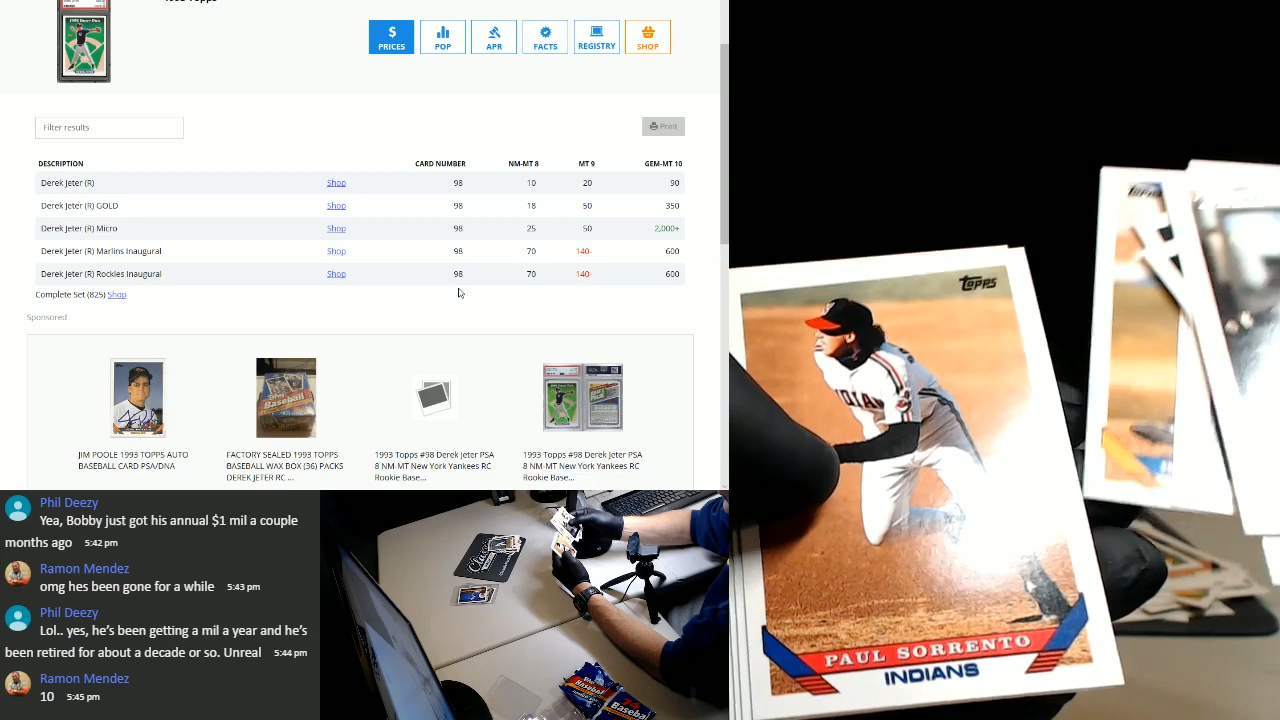 PRICES
POP
APR
FACTS
REGISTRY
SHOP
Filter results
Print
DESCRIPTION CARD NUMBER NM-MT 8 MT 9 GEM-MT 10
Derek Jeter (R) Shop 98 10 20 90
Derek Jeter (R) GOLD Shop 98 18 50 350
Derek Jeter (R) Micro Shop 98 25 50 2,000+
Derek Jeter (R) Marlins Inaugural Shop 98 70 140- 600
Derek Jeter (R) Rockies Inaugural Shop 98 70 140- 600
Complete Set (825) Shop
Sponsored
JIM POOLE 1993 TOPPS AUTO
BASEBALL CARD PSA/DNA
FACTORY SEALED 1993 TOPPS
BASEBALL WAX BOX (36) PACKS
DEREK JETER RC ...
1993 Topps #98 Derek Jeter PSA
8 NM-MT New York Yankees RC
Rookie Base...
1993 Topps #98 Derek Jeter PSA
8 NM-MT New York Yankees RC
Rookie Base...
Phil Deezy
Yea, Bobby just got his annual $1 mil a couple
months ago 5:42 pm
Ramon Mendez
omg hes been gone for a while 5:43 pm
Phil Deezy
Lol.. yes, he's been getting a mil a year and he's
been retired for about a decade or so. Unreal 5:44 pm
Ramon Mendez
10 5:45 pm
Topps
PAUL SORRENTO
INDIANS
Topps
Baseball